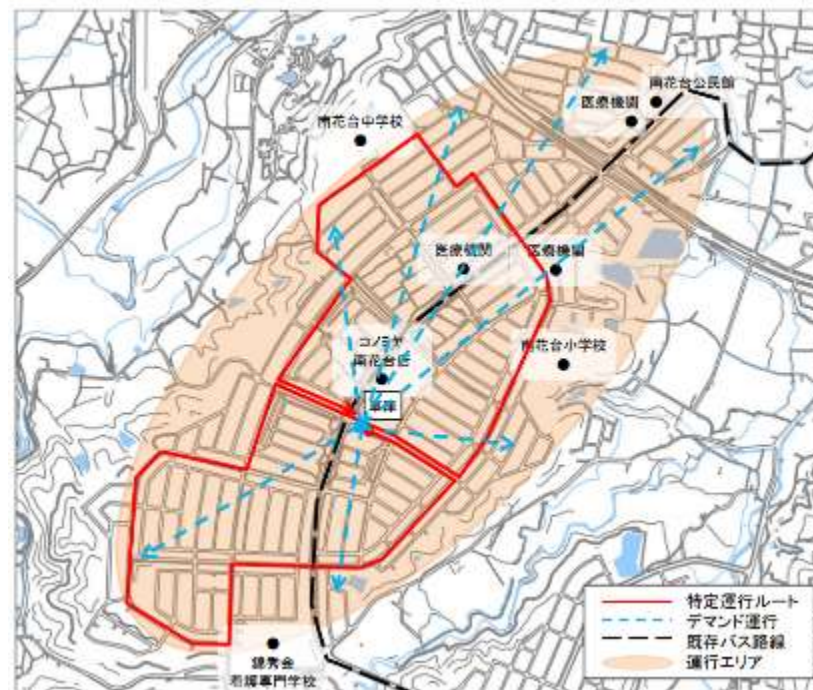 南花台公民館
医療機関
南花台中学校
医療機関
医療機関
コノミヤ
南花台店
車庫
南花台小学校
特定運行ルート
デマンド運行
既存バス路線
運行エリア
錦秀会
看護専門学校